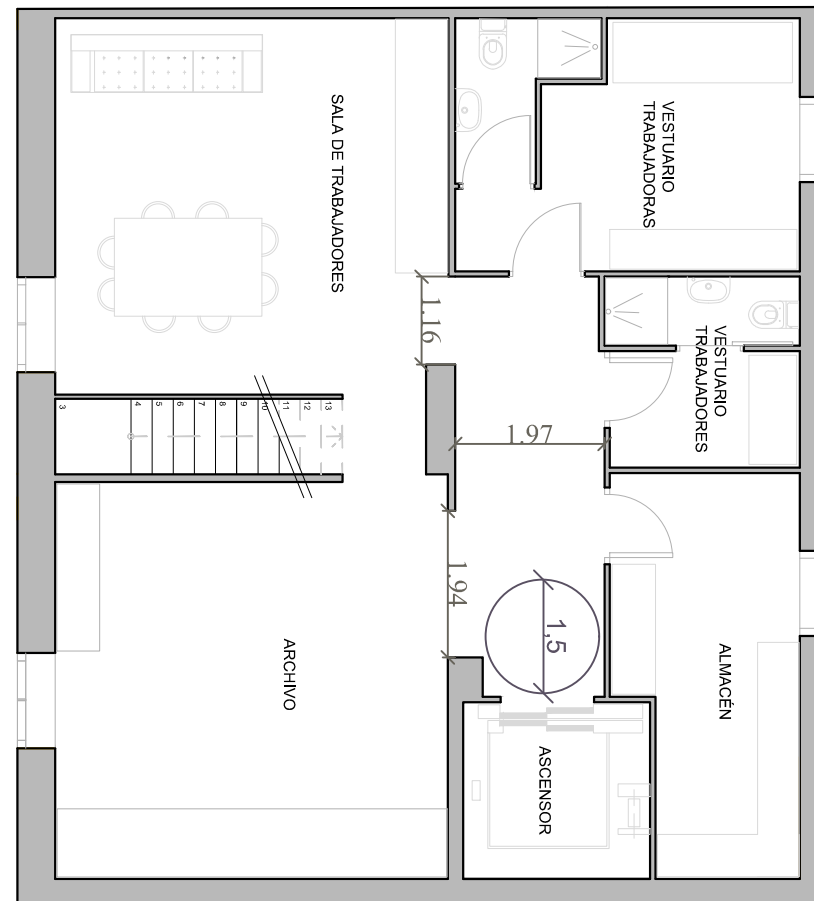 SALA DE TRABAJADORES
VESTUARIO
TRABAJADORAS
1.16
VESTUARIO
TRABAJADORES
1.97
3
4
5
6
7
8
9
10
11
12
13
1.94
1,5
ARCHIVO
ALMACÉN
ASCENSOR